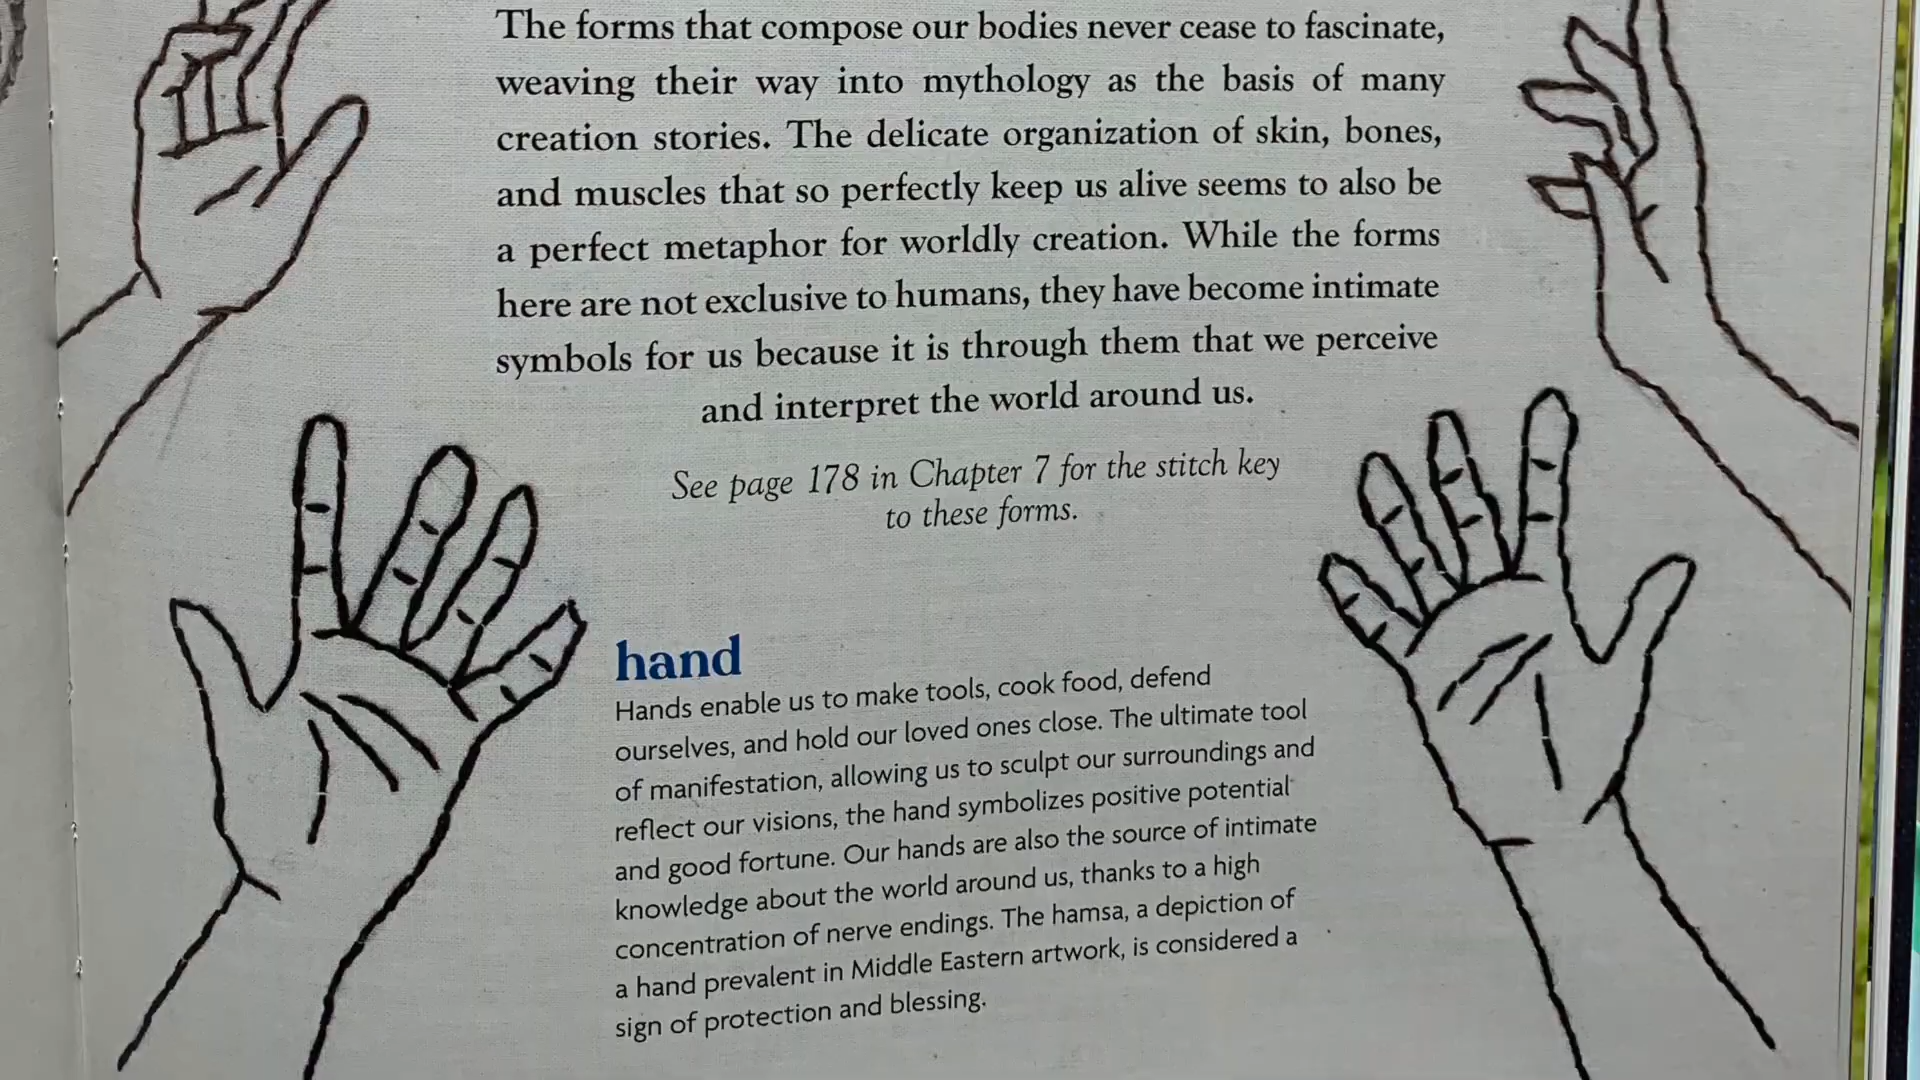 The forms that compose our bodies never cease to fascinate,
weaving their way into mythology as the basis of many
creation stories. The delicate organization of skin, bones,
and muscles that so perfectly keep us alive seems to also be
a perfect metaphor for worldly creation. While the forms
here are not exclusive to humans, they have become intimate
symbols for us because it is through them that we perceive
and interpret the world around us.
See page 178 in Chapter 7 for the stitch key
to these forms.
hand
Hands enable us to make tools, cook food, defend
ourselves, and hold our loved ones close. The ultimate tool
of manifestation, allowing us to sculpt our surroundings and
reflect our visions, the hand symbolizes positive potential
and good fortune. Our hands are also the source of intimate
knowledge about the world around us, thanks to a high
concentration of nerve endings. The hamsa, a depiction of
a hand prevalent in Middle Eastern artwork, is considered a
sign of protection and blessing.